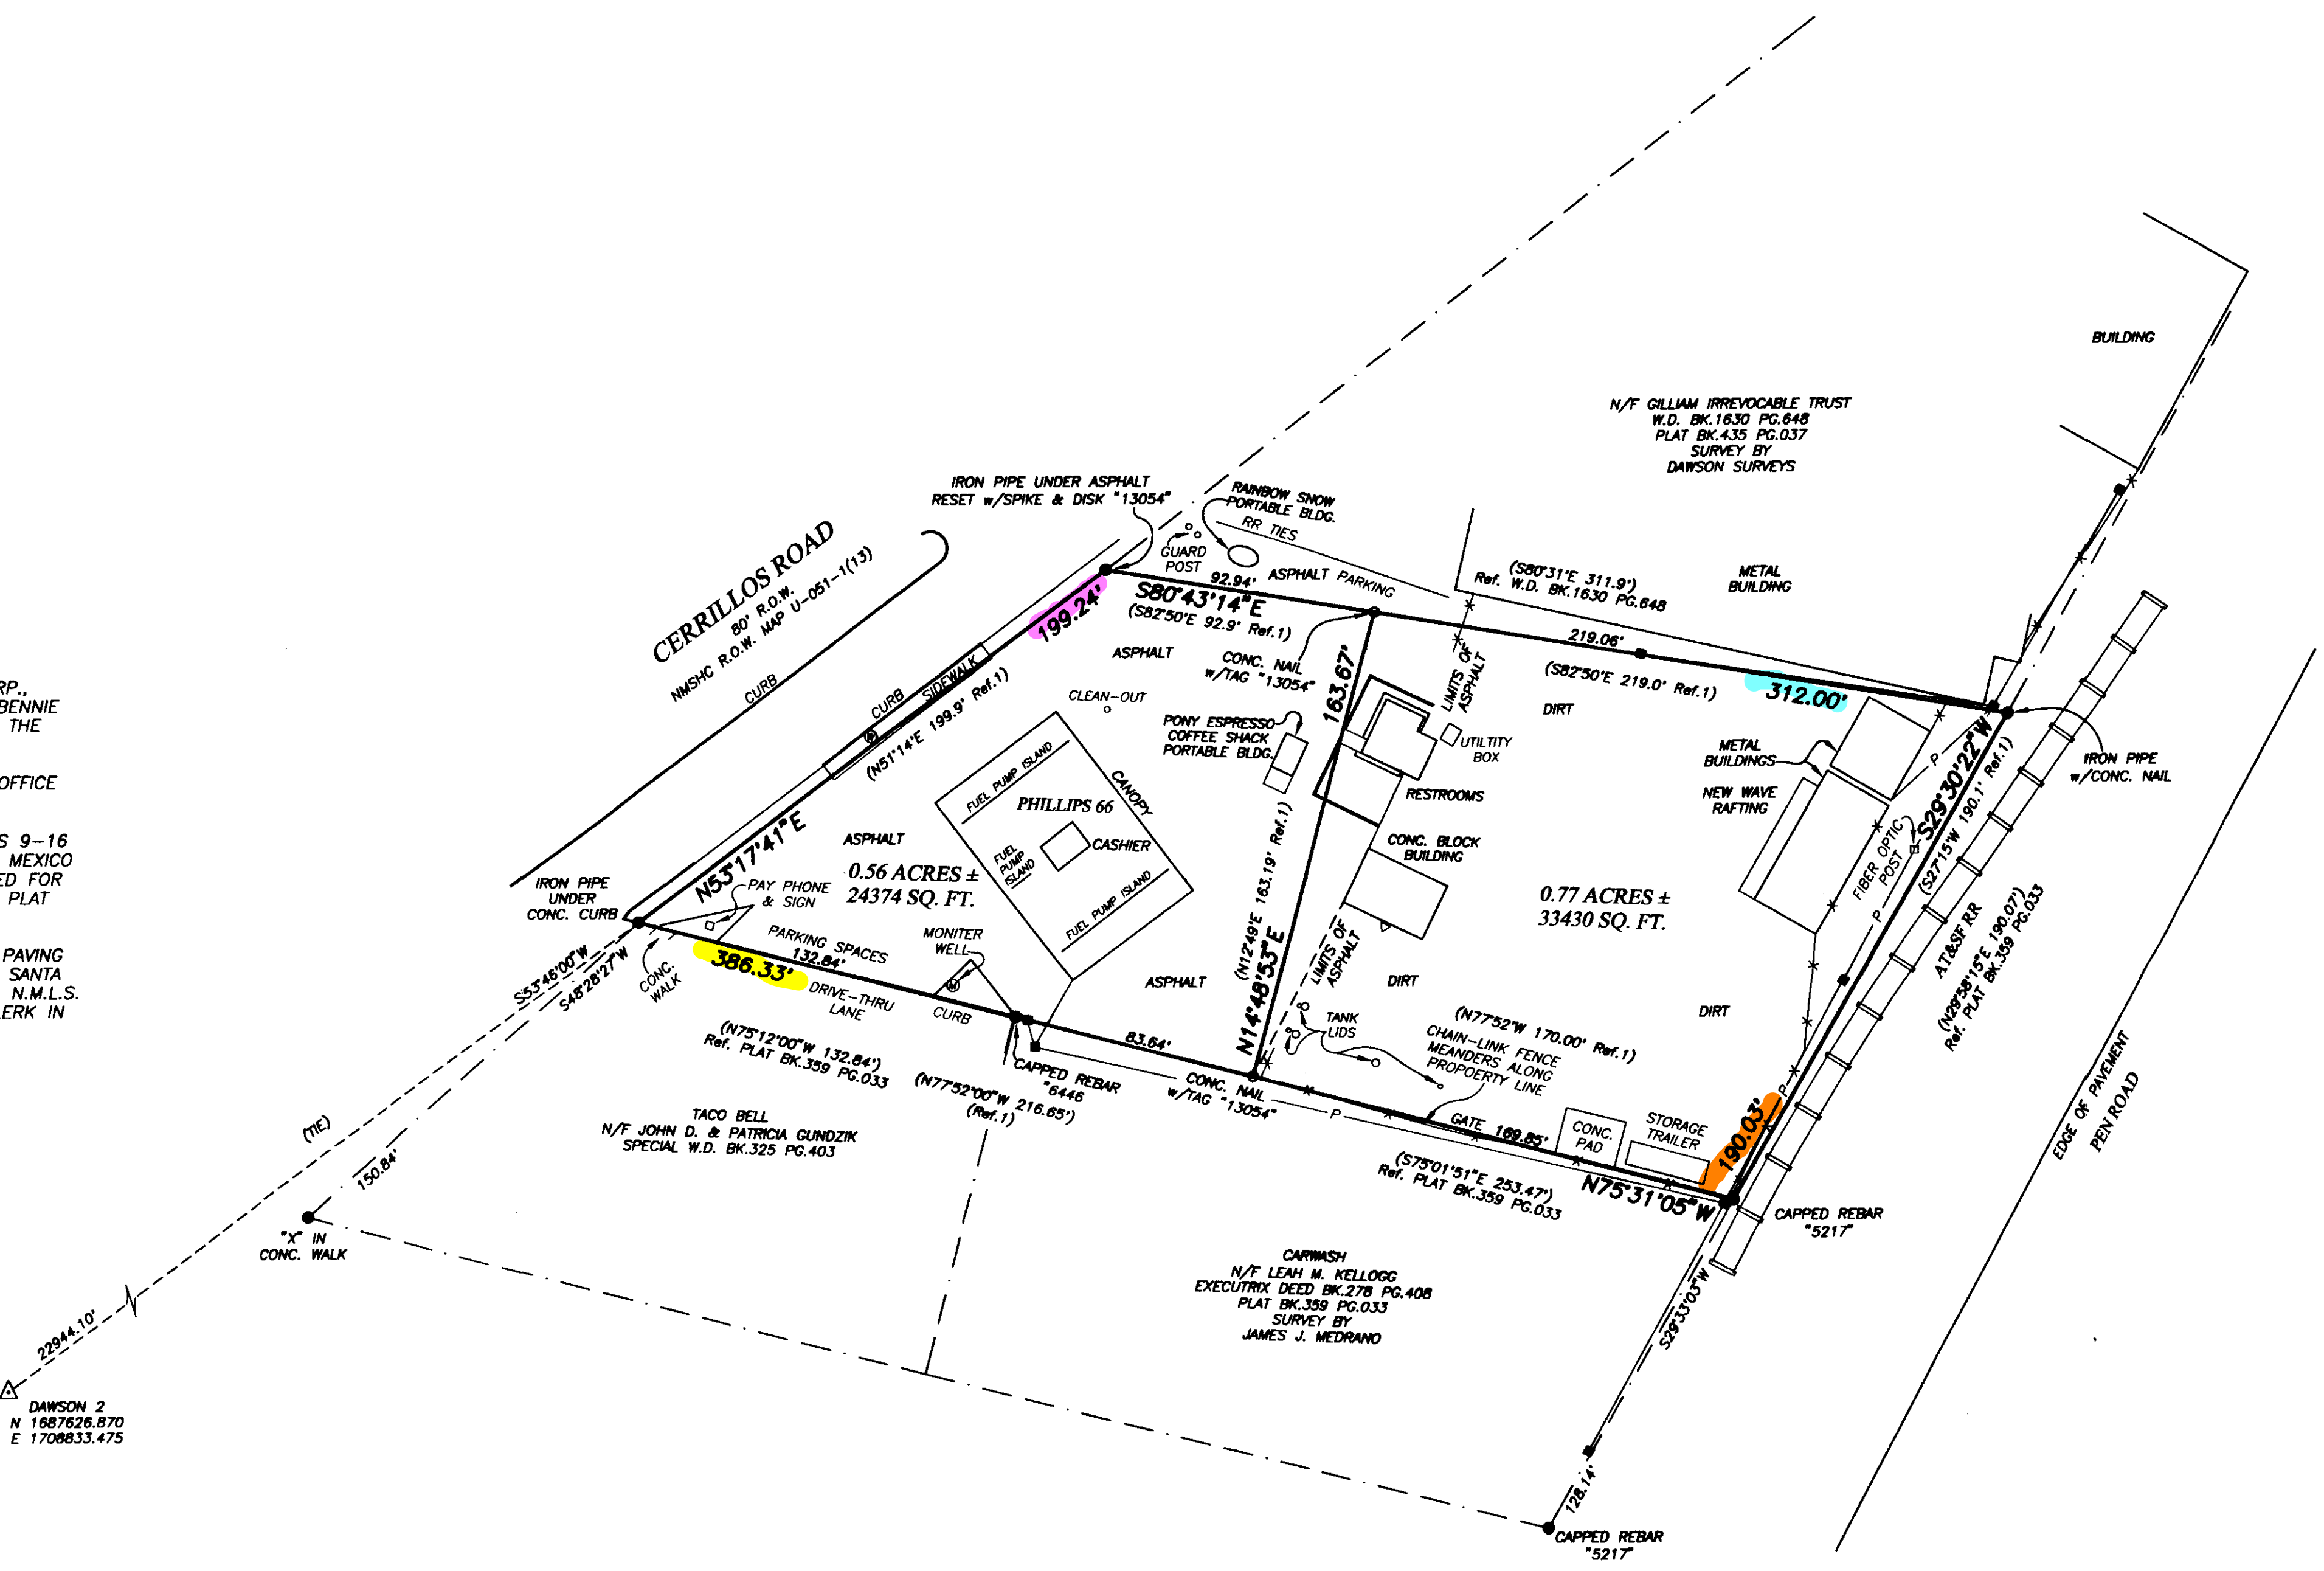 RP.,
BENNIE
THE
OFFICE
S 9-16
MEXICO
ED FOR
PLAT
PAVING
SANTA
N.M.L.S.
ERK IN
CERRILLOS ROAD
80' R.O.W.
NMSHC R.O.W. MAP U-051-1(13)
CURB
IRON PIPE UNDER ASPHALT
RESET w/SPIKE & DISK "13054"
RAINBOW SNOW
PORTABLE BLDG.
RR TIES
GUARD
POST
ASPHALT PARKING
92.94'
S80°43'14"E
(S82°50'E 92.9' Ref.1)
199.24'
CURB
SIDEWALK
(N51°14'E 199.9' Ref.1)
N53°17'41"E
ASPHALT
CLEAN-OUT
CONC. NAIL
w/TAG "13054"
163.67'
LIMITS OF
ASPHALT
(S80°31'E 311.9')
Ref. W.D. BK.1630 PG.648
METAL
BUILDING
N/F GILLIAM IRREVOCABLE TRUST
W.D. BK.1630 PG.648
PLAT BK.435 PG.037
SURVEY BY
DAWSON SURVEYS
BUILDING
219.06'
(S82°50'E 219.0' Ref.1)
312.00'
DIRT
PONY ESPRESSO
COFFEE SHACK
PORTABLE BLDG.
UTILTITY
BOX
RESTROOMS
CONC. BLOCK
BUILDING
METAL
BUILDINGS
NEW WAVE
RAFTING
IRON PIPE
w/CONC. NAIL
S29°30'22"W
(S27°15'W 190.1' Ref.1)
P
FIBER OPTIC
POST
P
AT&SF RR
(N29°58'15"E 190.07')
Ref. PLAT BK.359 PG.033
FUEL PUMP ISLAND
CANOPY
PHILLIPS 66
CASHIER
FUEL
PUMP
ISLAND
FUEL PUMP ISLAND
ASPHALT
0.56 ACRES ±
24374 SQ. FT.
0.77 ACRES ±
33430 SQ. FT.
IRON PIPE
UNDER
CONC. CURB
PAY PHONE
& SIGN
PARKING SPACES
132.84'
386.33'
MONITER
WELL
DRIVE-THRU
LANE
CURB
CONC.
WALK
S53°46'00"W
S48°28'27"W
ASPHALT
(N12°49'E 163.19' Ref.1)
N14°48'53"E
LIMITS OF
ASPHALT
DIRT
TANK
LIDS
(N77°52'W 170.00' Ref.1)
CHAIN-LINK FENCE
MEANDERS ALONG
PROPOERTY LINE
DIRT
83.64'
(N75°12'00"W 132.84')
Ref. PLAT BK.359 PG.033
CAPPED REBAR
"6446
(N77°52'00"W 216.65')
(Ref.1)
CONC. NAIL
w/TAG "13054"
P
GATE 169.85'
CONC.
PAD
STORAGE
TRAILER
190.03'
P
(S75°01'51"E 253.47')
Ref. PLAT BK.359 PG.033
N75°31'05"W
CAPPED REBAR
"5217"
EDGE OF PAVEMENT
PEN ROAD
TACO BELL
N/F JOHN D. & PATRICIA GUNDZIK
SPECIAL W.D. BK.325 PG.403
(TIE)
150.84'
"X" IN
CONC. WALK
22944.10'
CARWASH
N/F LEAH M. KELLOGG
EXECUTRIX DEED BK.278 PG.408
PLAT BK.359 PG.033
SURVEY BY
JAMES J. MEDRANO
S29°33'03"W
128.14'
DAWSON 2
N 1687626.870
E 1708833.475
CAPPED REBAR
"5217"